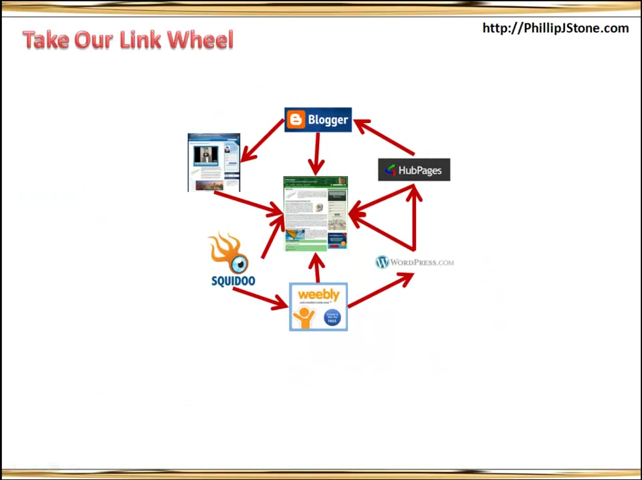 http://PhillipJStone.com
Take Our Link Wheel
Blogger
HubPages
SQUIDOO
WORDPRESS.COM
weebly